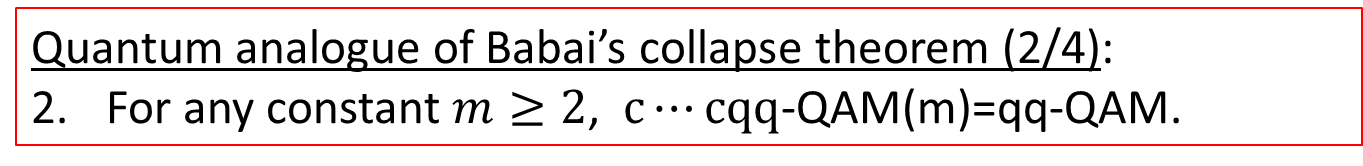 Quantum analogue of Babai’s collapse theorem (2/4):
2. For any constant 𝑚 ≥ 2, c ⋯ cqq-QAM(m)=qq-QAM.